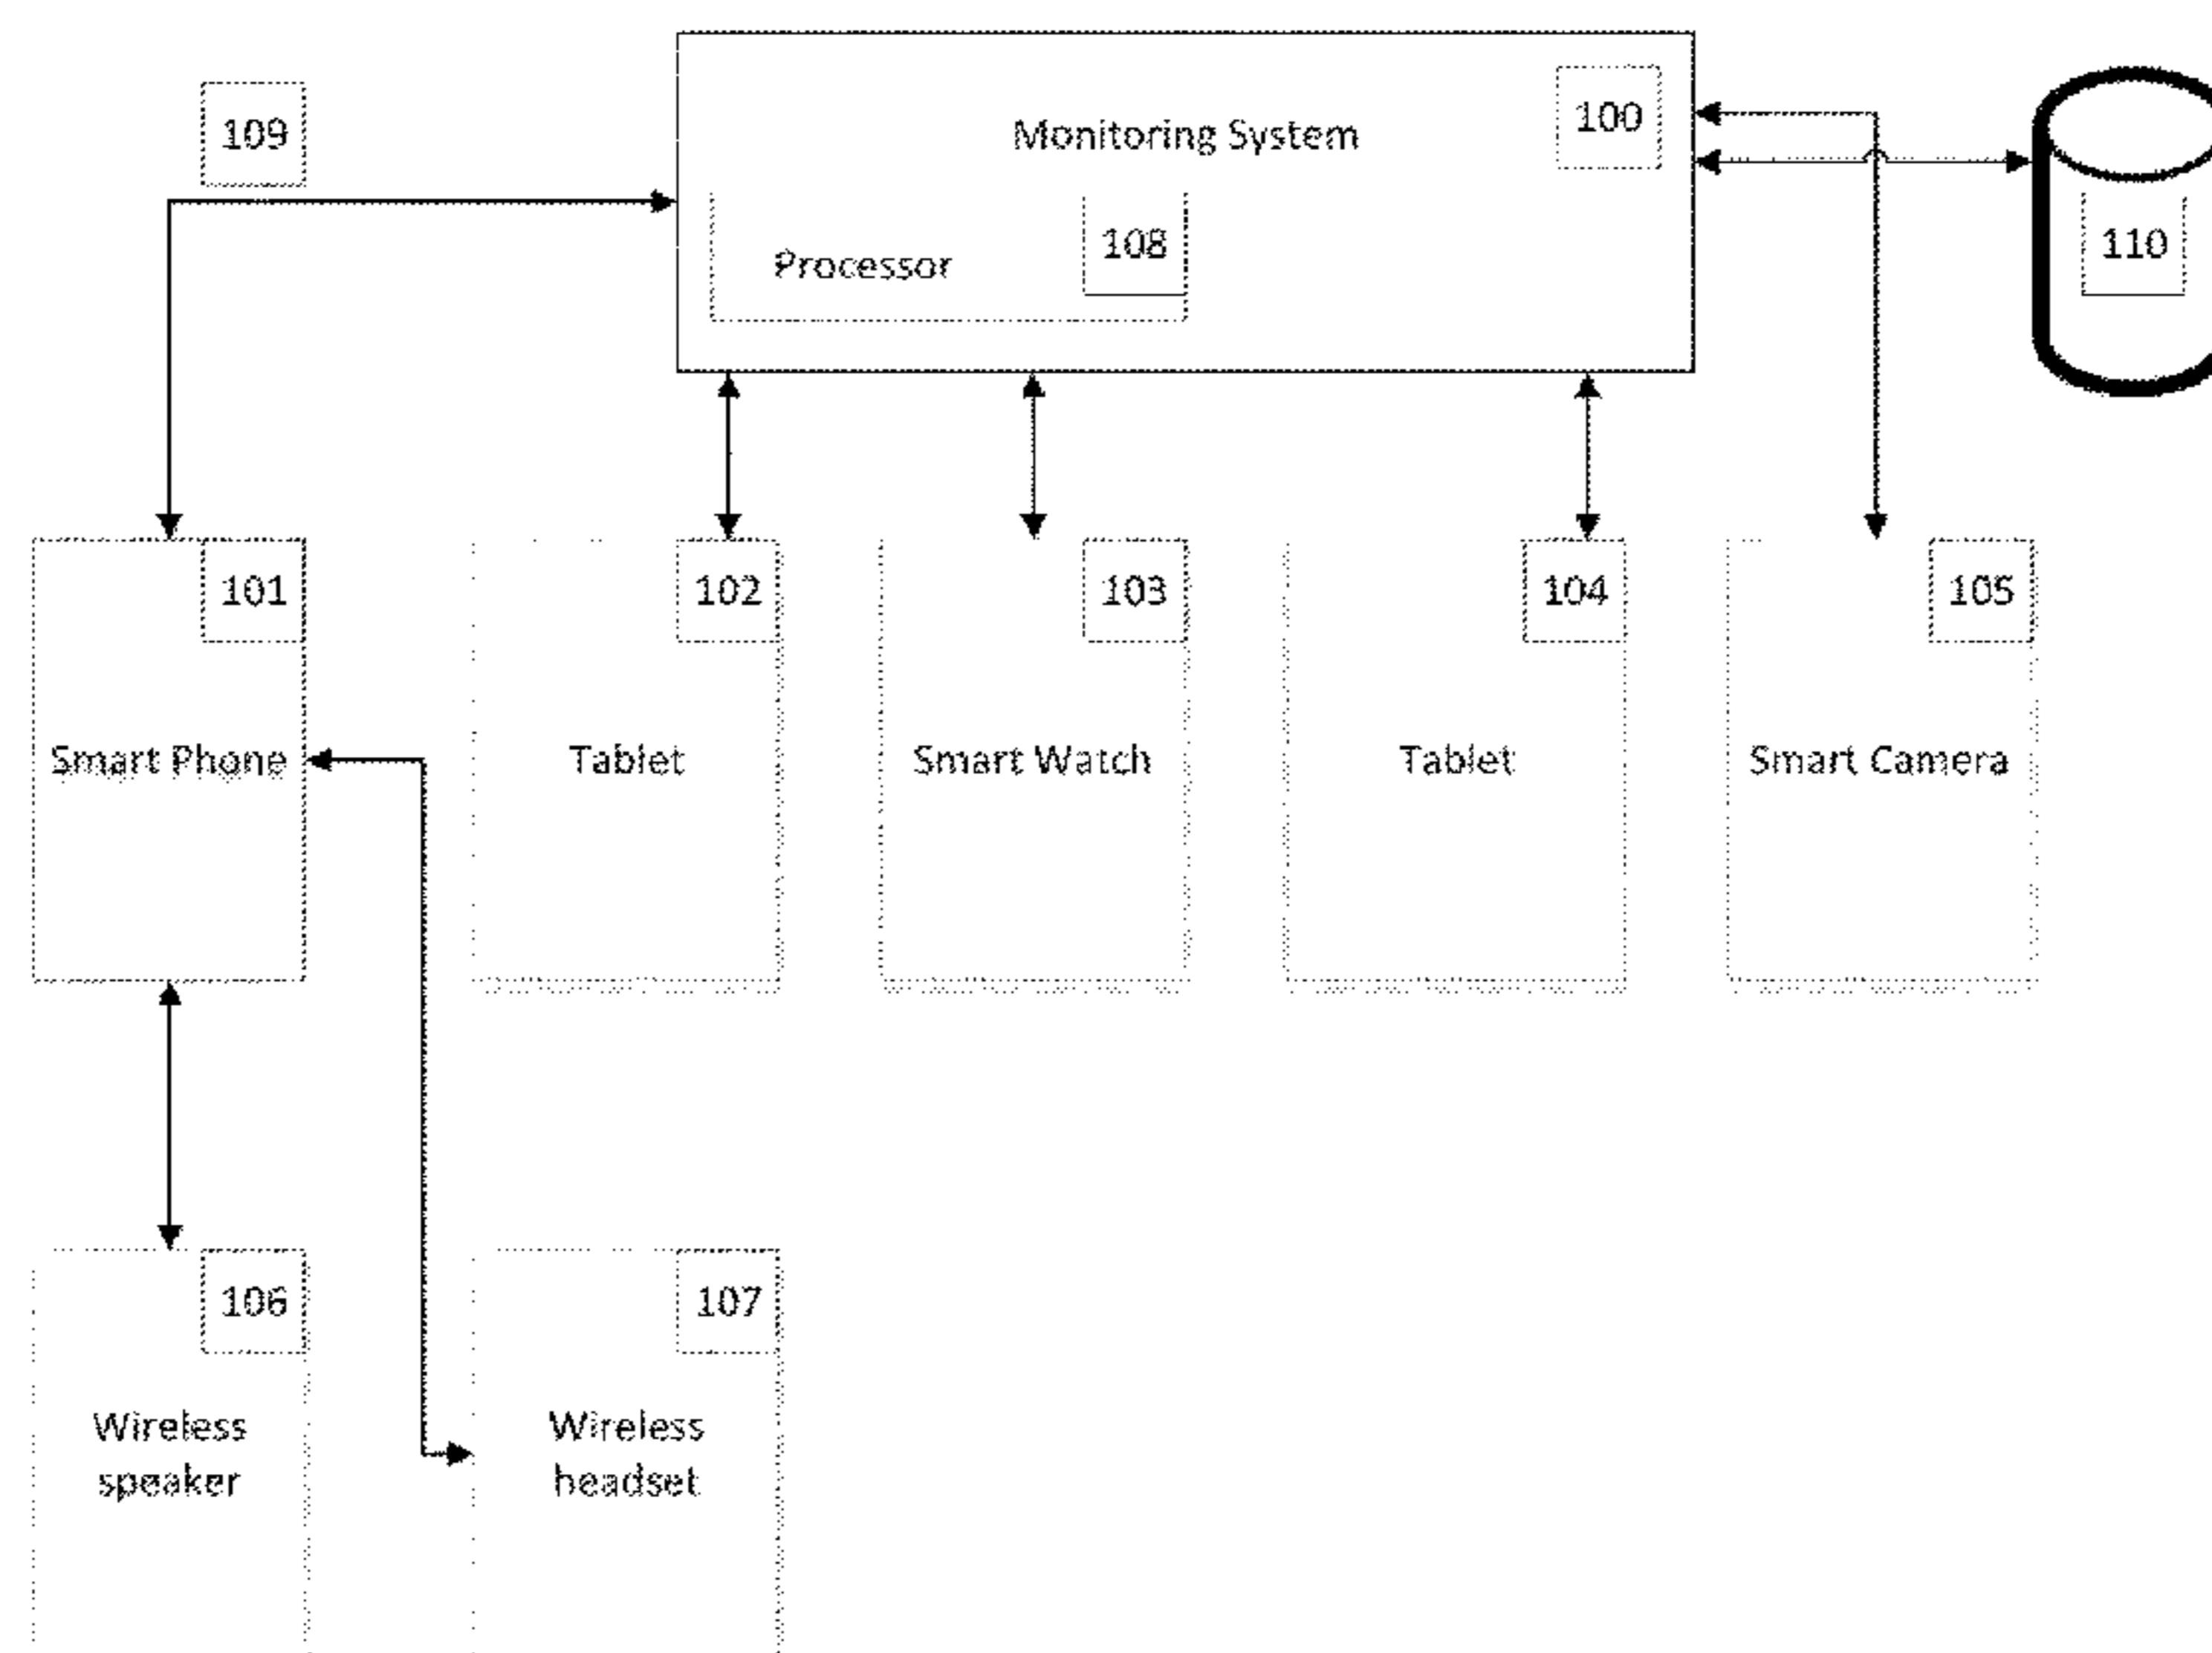 109
Monitoring System
100
Processor
108
110
101
102
103
104
105
Smart Phone
Tablet
Smart Watch
Tablet
Smart Camera
106
107
Wireless
speaker
Wireless
headset